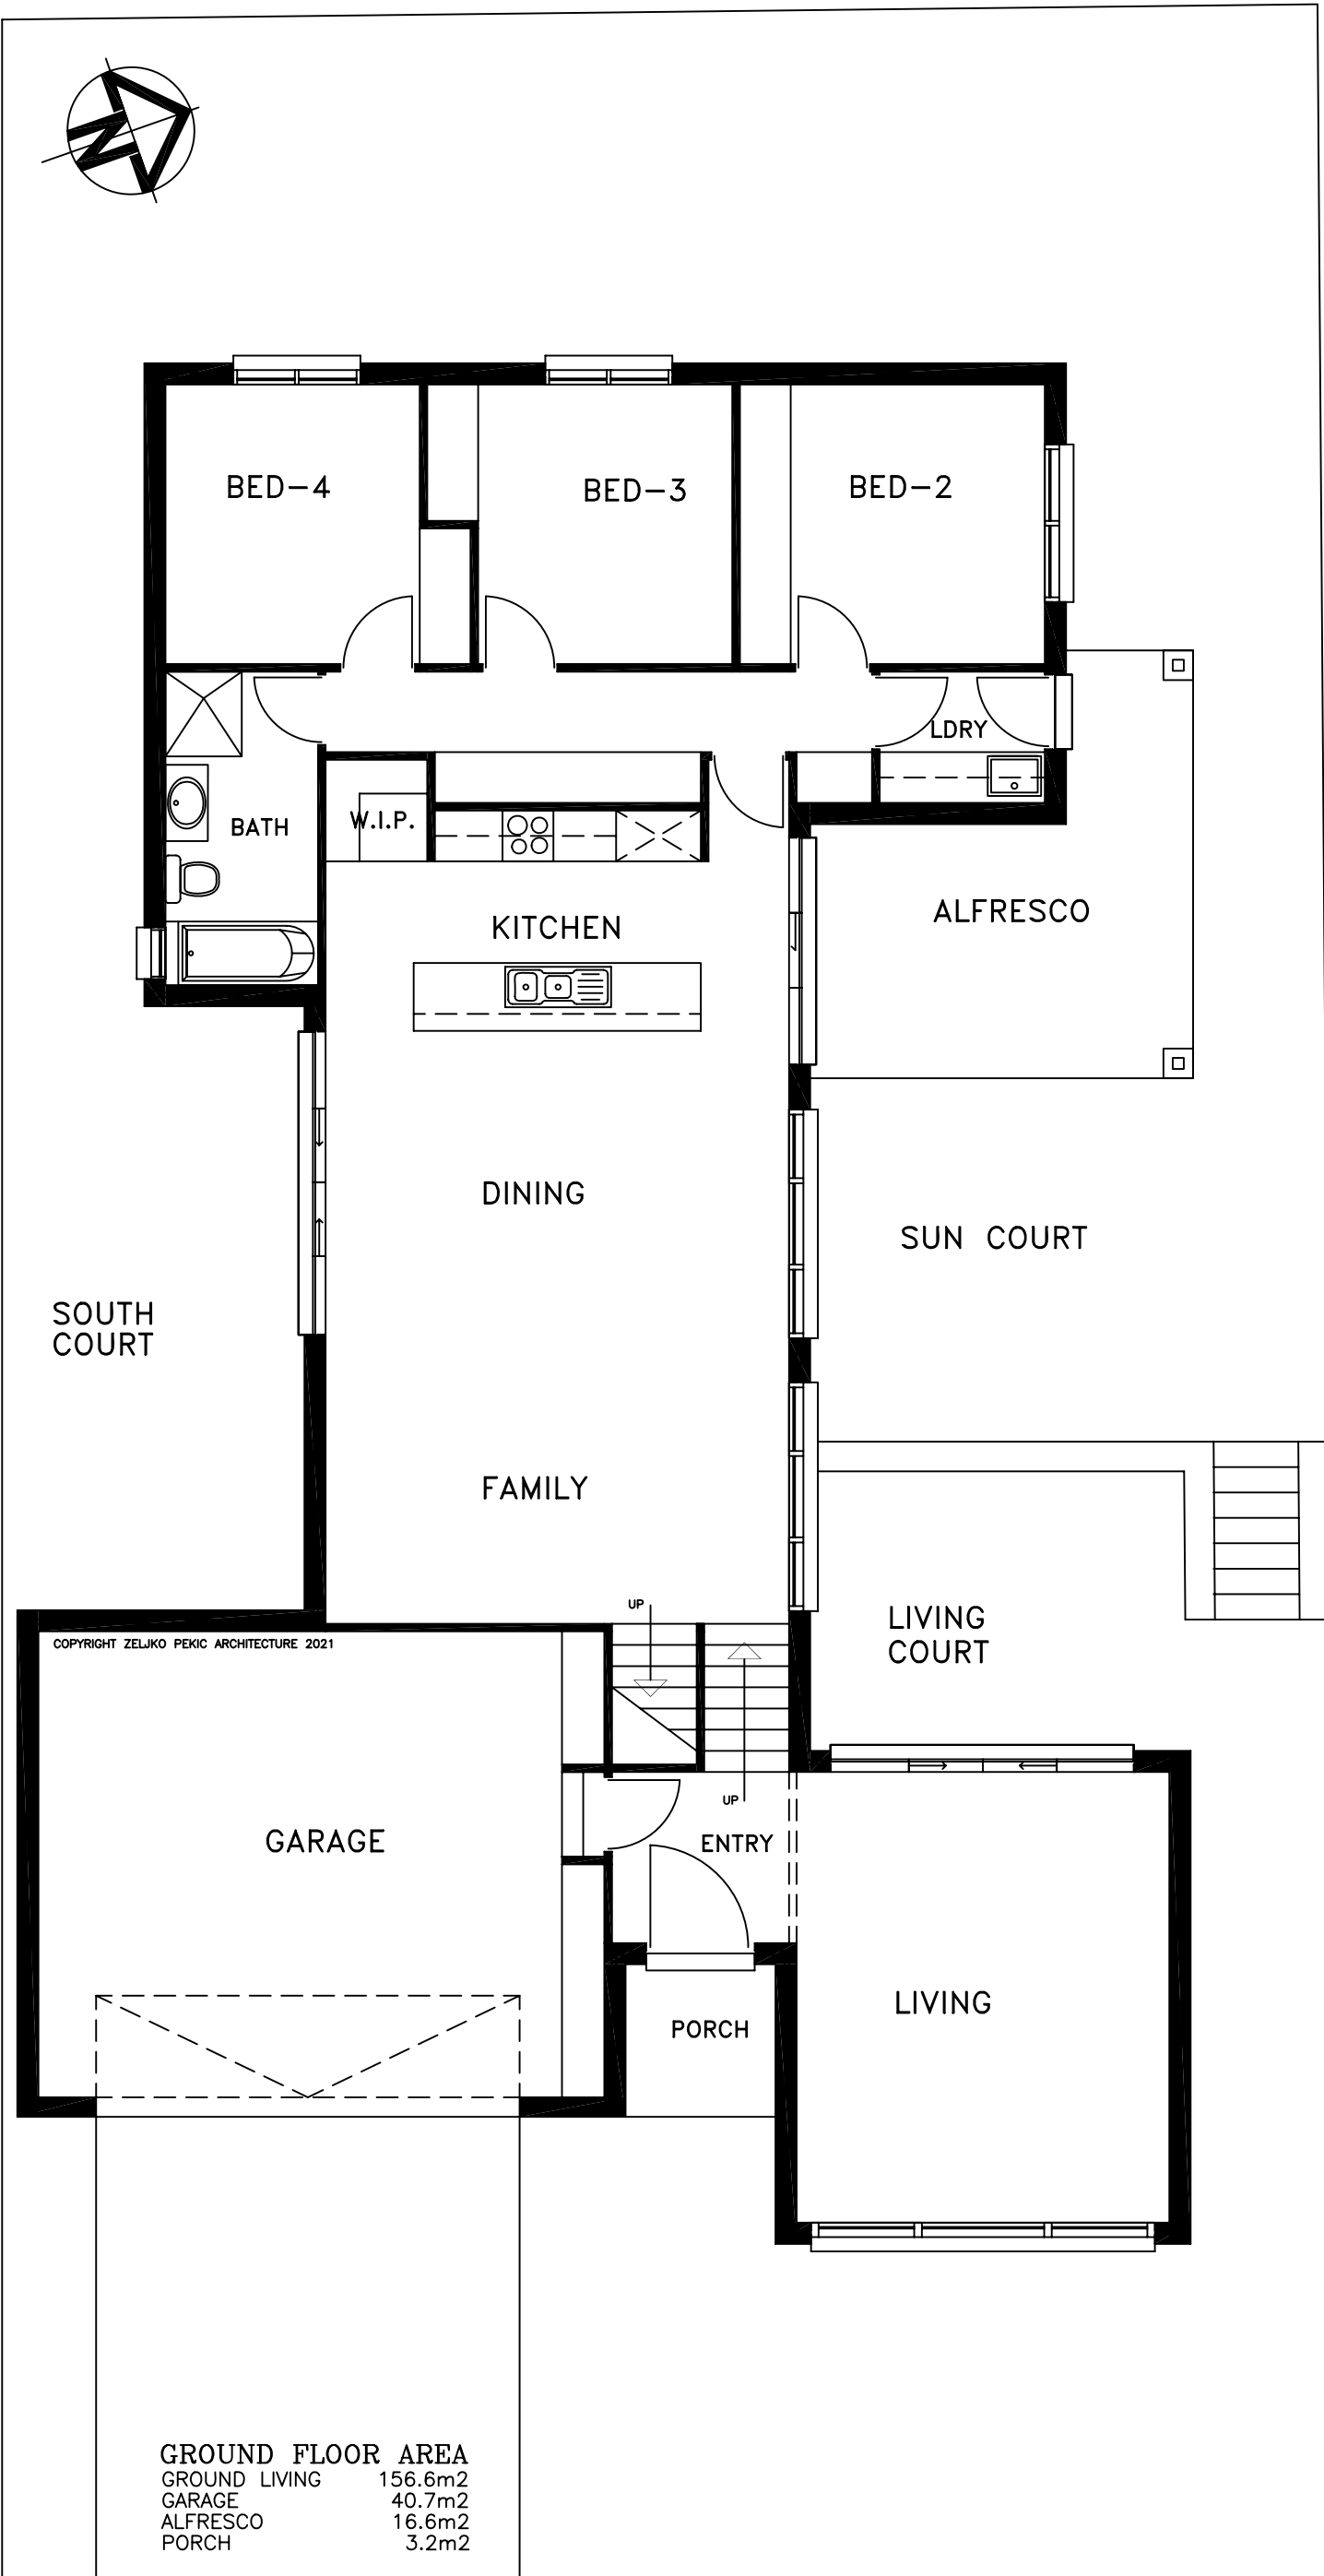 N
BED-4
BED-3
BED-2
LDRY
W.I.P.
BATH
ALFRESCO
KITCHEN
DINING
SUN COURT
SOUTH
COURT
FAMILY
UP
LIVING
COURT
COPYRIGHT ZELJKO PEKIC ARCHITECTURE 2021
UP
GARAGE
ENTRY
LIVING
PORCH
GROUND FLOOR AREA
GROUND LIVING 156.6m2
GARAGE 40.7m2
ALFRESCO 16.6m2
PORCH 3.2m2